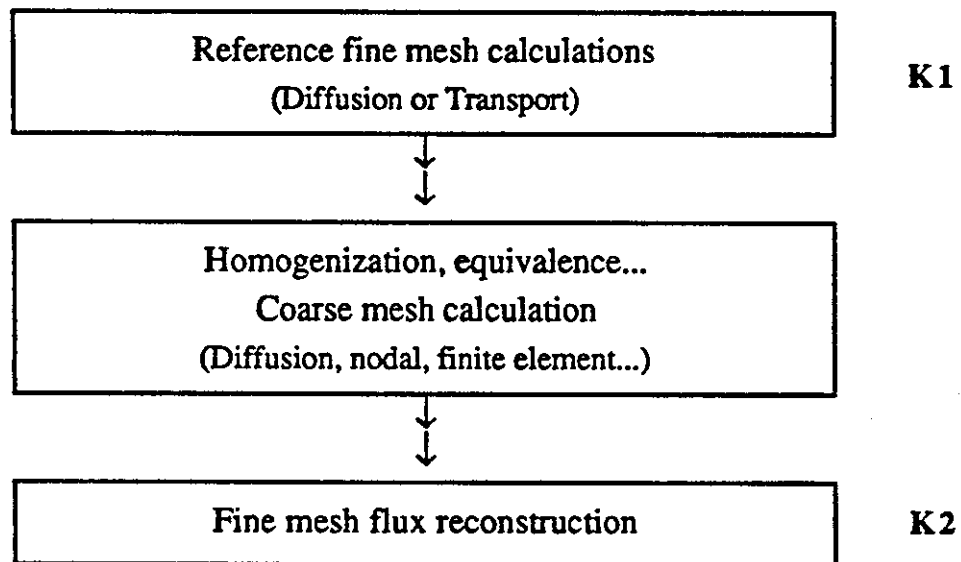 Reference fine mesh calculations
(Diffusion or Transport)
K1
Homogenization, equivalence...
Coarse mesh calculation
(Diffusion, nodal, finite element...)
Fine mesh flux reconstruction
K2